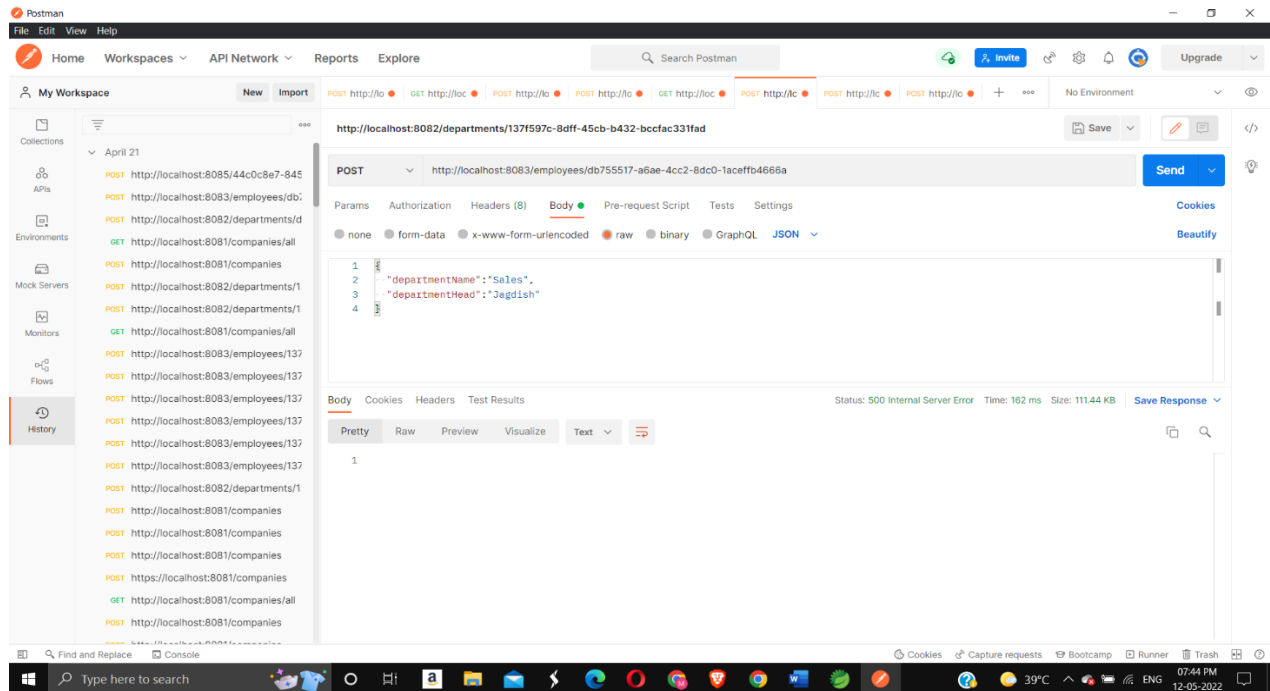 Postman
File Edit View Help
Home Workspaces API Network Reports Explore
Search Postman
Invite
Upgrade
My Workspace
New Import
POST http://lo
GET http://loc
POST http://lo
POST http://lo
GET http://loc
POST http://lc
POST http://lc
POST http://lo
No Environment
Collections
APIs
Environments
Mock Servers
Monitors
Flows
History
April 21
POST http://localhost:8085/44c0c8e7-845
POST http://localhost:8083/employees/db7
POST http://localhost:8082/departments/d
GET http://localhost:8081/companies/all
POST http://localhost:8081/companies
POST http://localhost:8082/departments/1
POST http://localhost:8082/departments/1
GET http://localhost:8081/companies/all
POST http://localhost:8083/employees/137
POST http://localhost:8083/employees/137
POST http://localhost:8083/employees/137
POST http://localhost:8083/employees/137
POST http://localhost:8083/employees/137
POST http://localhost:8083/employees/137
POST http://localhost:8082/departments/1
POST http://localhost:8081/companies
POST http://localhost:8081/companies
POST http://localhost:8081/companies
POST https://localhost:8081/companies
GET http://localhost:8081/companies/all
POST http://localhost:8081/companies
http://localhost:8082/departments/137f597c-8dff-45cb-b432-bccfac331fad
Save
POST http://localhost:8083/employees/db755517-a6ae-4cc2-8dc0-1aceffb4666a
Send
Params Authorization Headers (8) Body Pre-request Script Tests Settings
Cookies
none form-data x-www-form-urlencoded raw binary GraphQL JSON
Beautify
1 {
2 "departmentName":"Sales",
3 "departmentHead":"Jagdish"
4 }
Body Cookies Headers Test Results
Status: 500 Internal Server Error Time: 162 ms Size: 111.44 KB Save Response
Pretty Raw Preview Visualize Text
1
Find and Replace Console
Cookies Capture requests Bootcamp Runner Trash
Type here to search
39°C
ENG
07:44 PM
12-05-2022